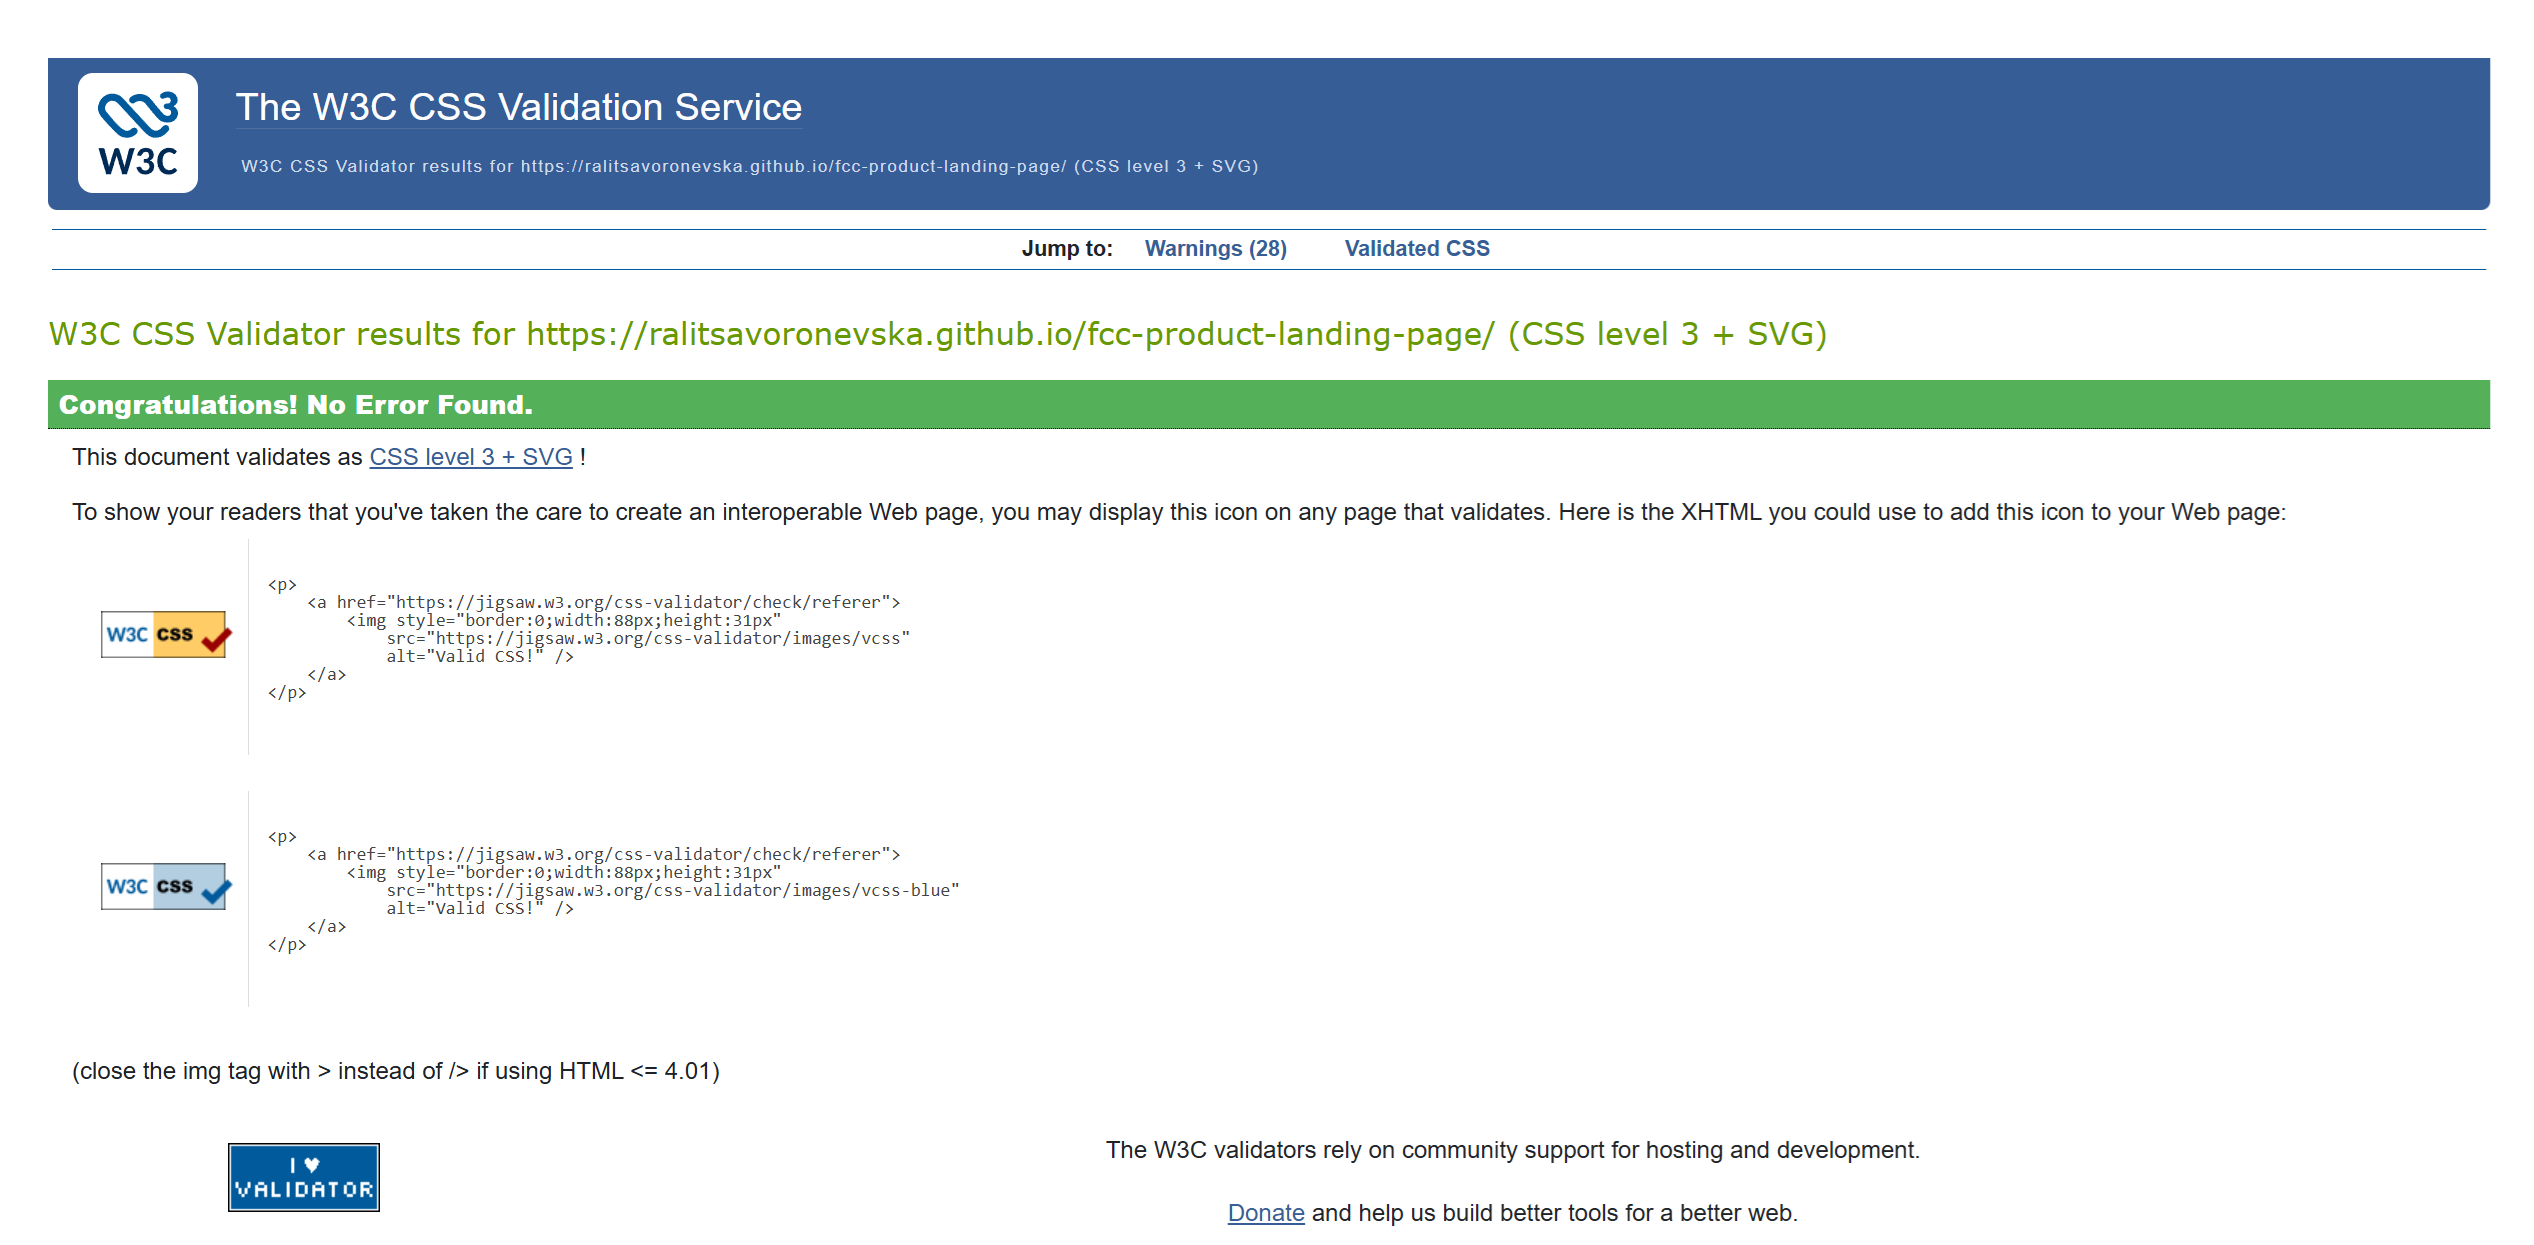 W3C
The W3C CSS Validation Service
W3C CSS Validator results for https://ralitsavoronevska.github.io/fcc-product-landing-page/ (CSS level 3 + SVG)
Jump to: Warnings (28) Validated CSS
W3C CSS Validator results for https://ralitsavoronevska.github.io/fcc-product-landing-page/ (CSS level 3 + SVG)
Congratulations! No Error Found.
This document validates as CSS level 3 + SVG !
To show your readers that you've taken the care to create an interoperable Web page, you may display this icon on any page that validates. Here is the XHTML you could use to add this icon to your Web page:
W3C css
<p>
    <a href="https://jigsaw.w3.org/css-validator/check/referer">
        <img style="border:0;width:88px;height:31px"
            src="https://jigsaw.w3.org/css-validator/images/vcss"
            alt="Valid CSS!" />
    </a>
</p>
W3C css
<p>
    <a href="https://jigsaw.w3.org/css-validator/check/referer">
        <img style="border:0;width:88px;height:31px"
            src="https://jigsaw.w3.org/css-validator/images/vcss-blue"
            alt="Valid CSS!" />
    </a>
</p>
(close the img tag with > instead of /> if using HTML <= 4.01)
I ♥
VALIDATOR
The W3C validators rely on community support for hosting and development.
Donate and help us build better tools for a better web.